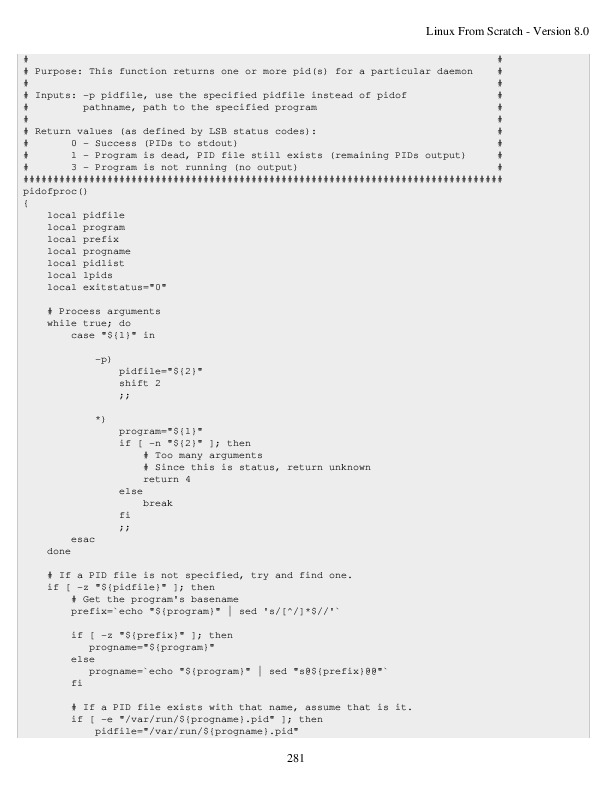 Linux From Scratch - Version 8.0
#                                                                              #
# Purpose: This function returns one or more pid(s) for a particular daemon    #
#                                                                              #
# Inputs: -p pidfile, use the specified pidfile instead of pidof               #
#         pathname, path to the specified program                              #
#                                                                              #
# Return values (as defined by LSB status codes):                              #
#       0 - Success (PIDs to stdout)                                           #
#       1 - Program is dead, PID file still exists (remaining PIDs output)     #
#       3 - Program is not running (no output)                                 #
################################################################################
pidofproc()
{
    local pidfile
    local program
    local prefix
    local progname
    local pidlist
    local lpids
    local exitstatus="0"

    # Process arguments
    while true; do
        case "${1}" in

            -p)
                pidfile="${2}"
                shift 2
                ;;

            *)
                program="${1}"
                if [ -n "${2}" ]; then
                    # Too many arguments
                    # Since this is status, return unknown
                    return 4
                else
                    break
                fi
                ;;
        esac
    done

    # If a PID file is not specified, try and find one.
    if [ -z "${pidfile}" ]; then
        # Get the program's basename
        prefix=`echo "${program}" | sed 's/[^/]*$//'`

        if [ -z "${prefix}" ]; then
           progname="${program}"
        else
           progname=`echo "${program}" | sed "s@${prefix}@@"`
        fi

        # If a PID file exists with that name, assume that is it.
        if [ -e "/var/run/${progname}.pid" ]; then
            pidfile="/var/run/${progname}.pid"
281